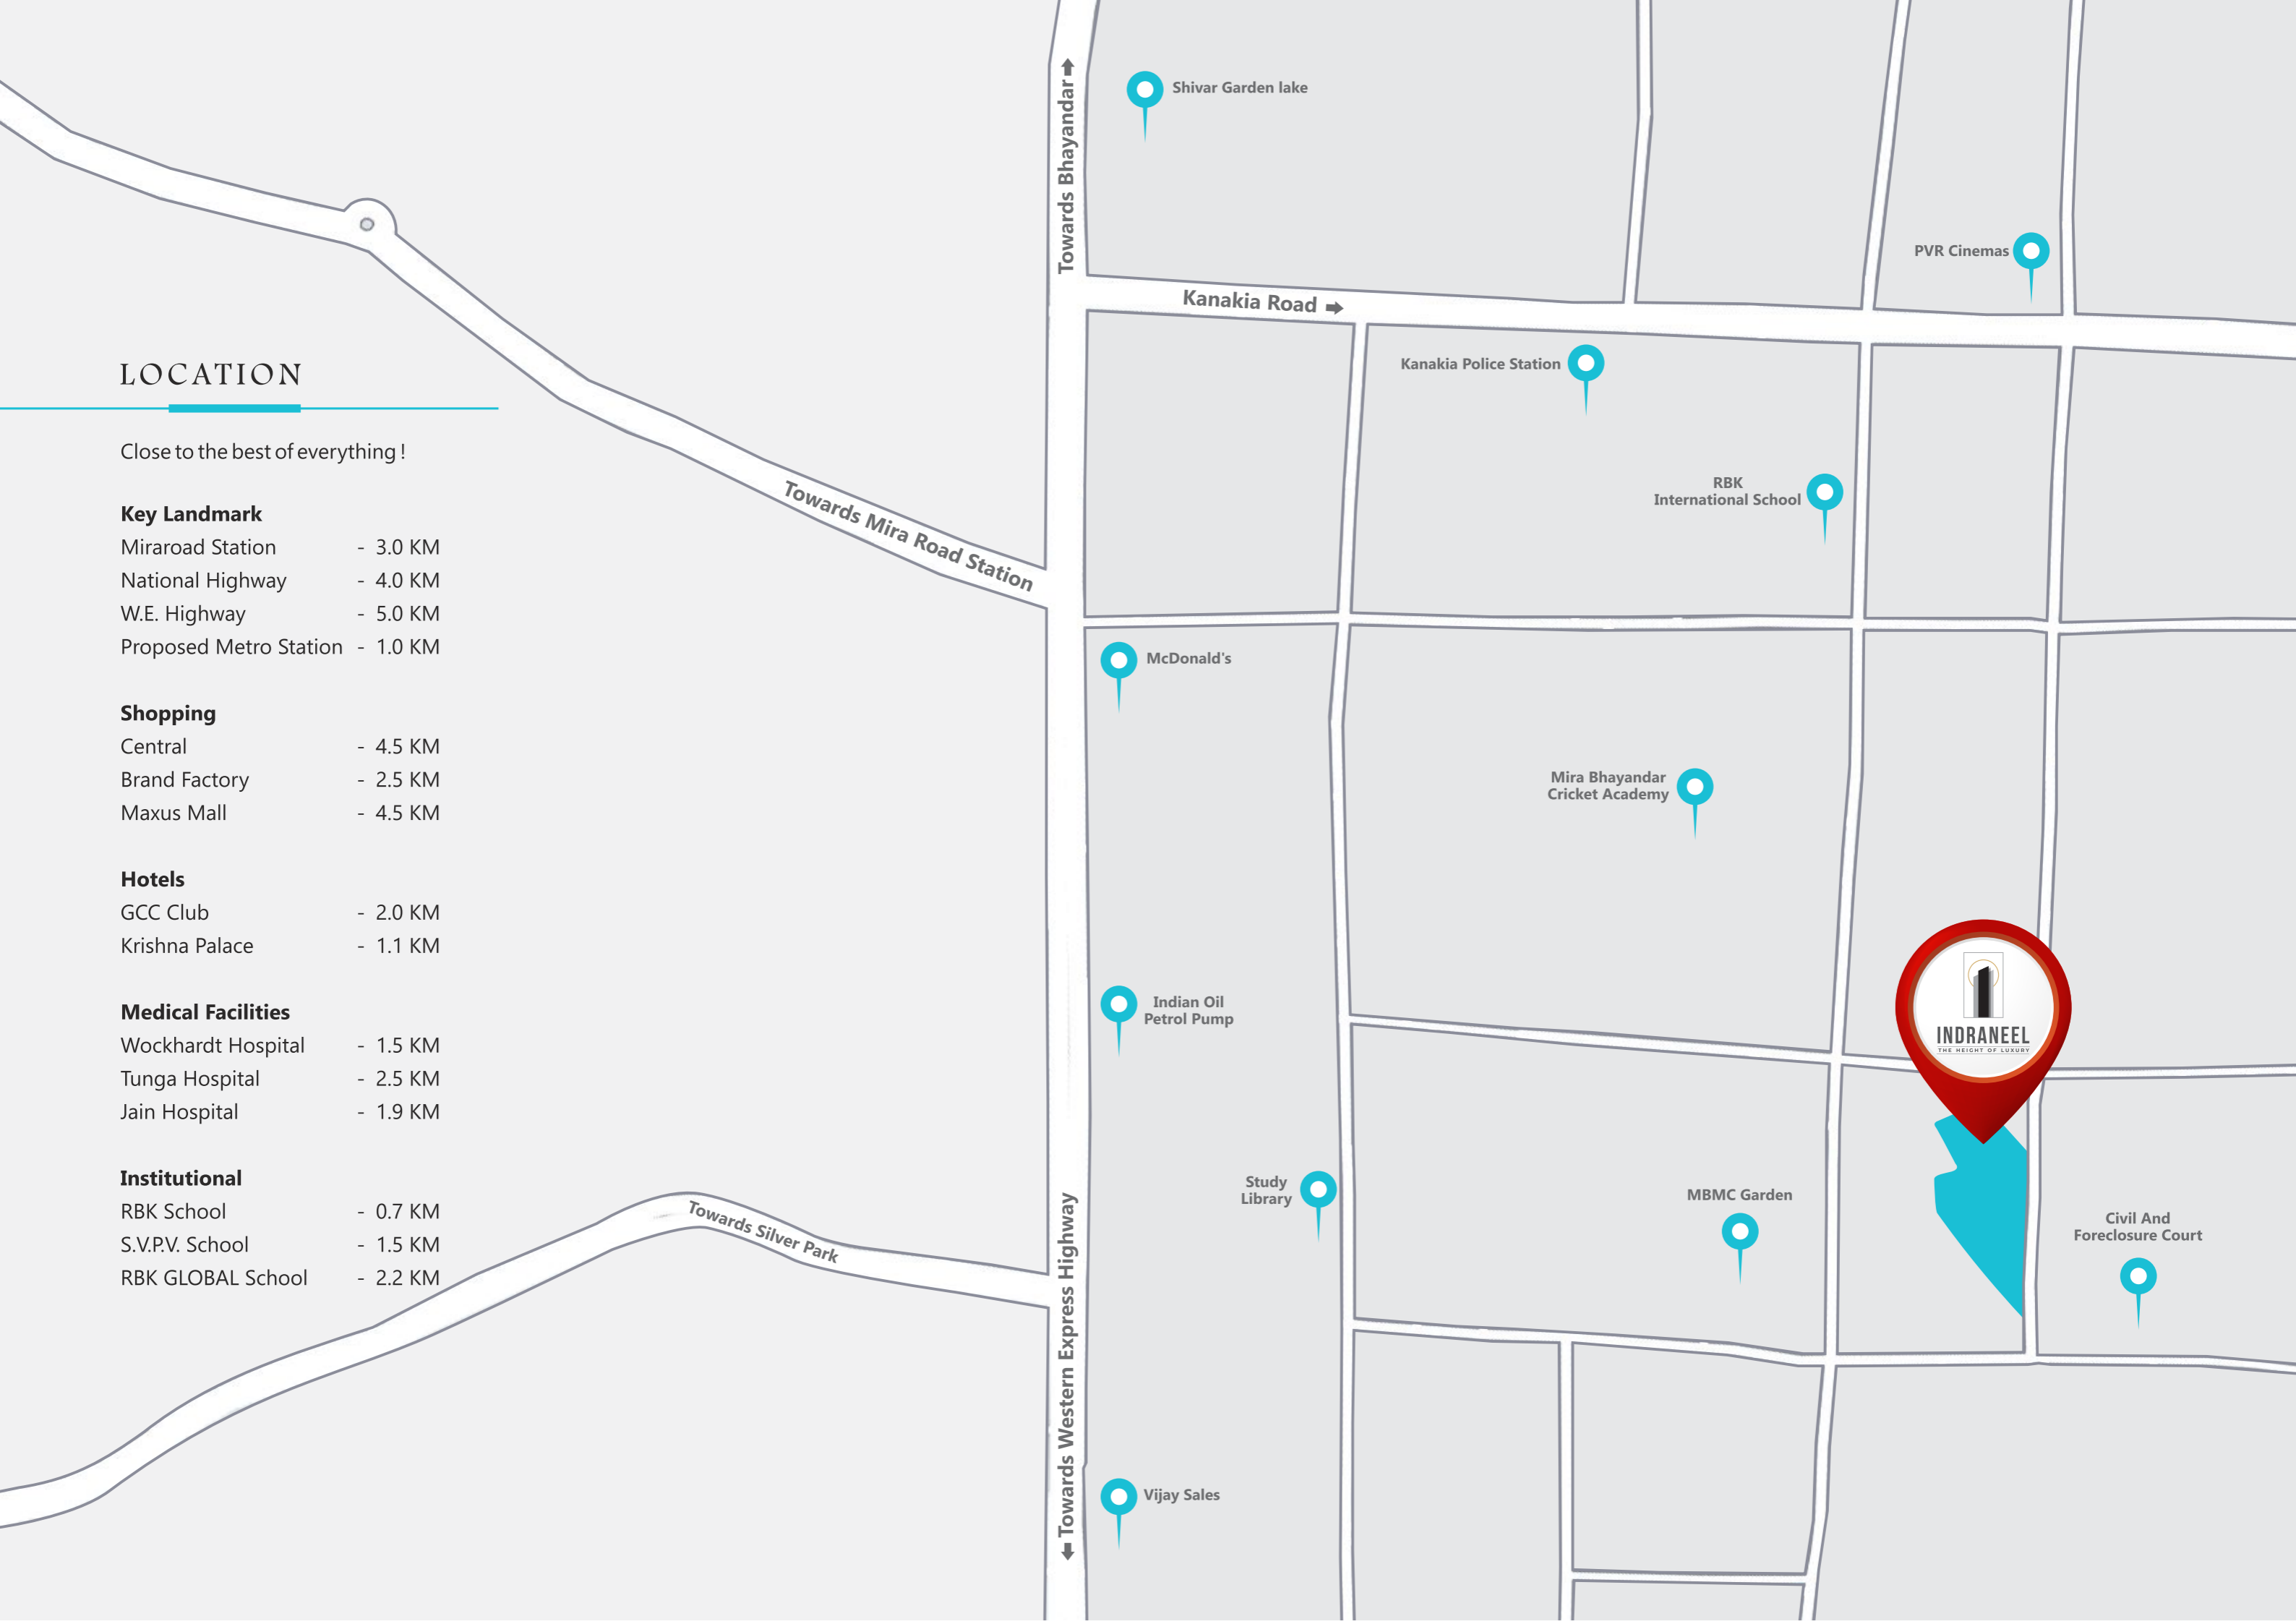 LOCATION
Close to the best of everything !
Key Landmark
Miraroad Station - 3.0 KM
National Highway - 4.0 KM
W.E. Highway - 5.0 KM
Proposed Metro Station - 1.0 KM
Shopping
Central - 4.5 KM
Brand Factory - 2.5 KM
Maxus Mall - 4.5 KM
Hotels
GCC Club - 2.0 KM
Krishna Palace - 1.1 KM
Medical Facilities
Wockhardt Hospital - 1.5 KM
Tunga Hospital - 2.5 KM
Jain Hospital - 1.9 KM
Institutional
RBK School - 0.7 KM
S.V.P.V. School - 1.5 KM
RBK GLOBAL School - 2.2 KM
Towards Bhayandar
Shivar Garden lake
PVR Cinemas
Kanakia Road
Kanakia Police Station
RBK
International School
Towards Mira Road Station
McDonald's
Mira Bhayandar
Cricket Academy
Indian Oil
Petrol Pump
INDRANEEL
THE HEIGHT OF LUXURY
Study
Library
MBMC Garden
Civil And
Foreclosure Court
Towards Silver Park
Towards Western Express Highway
Vijay Sales